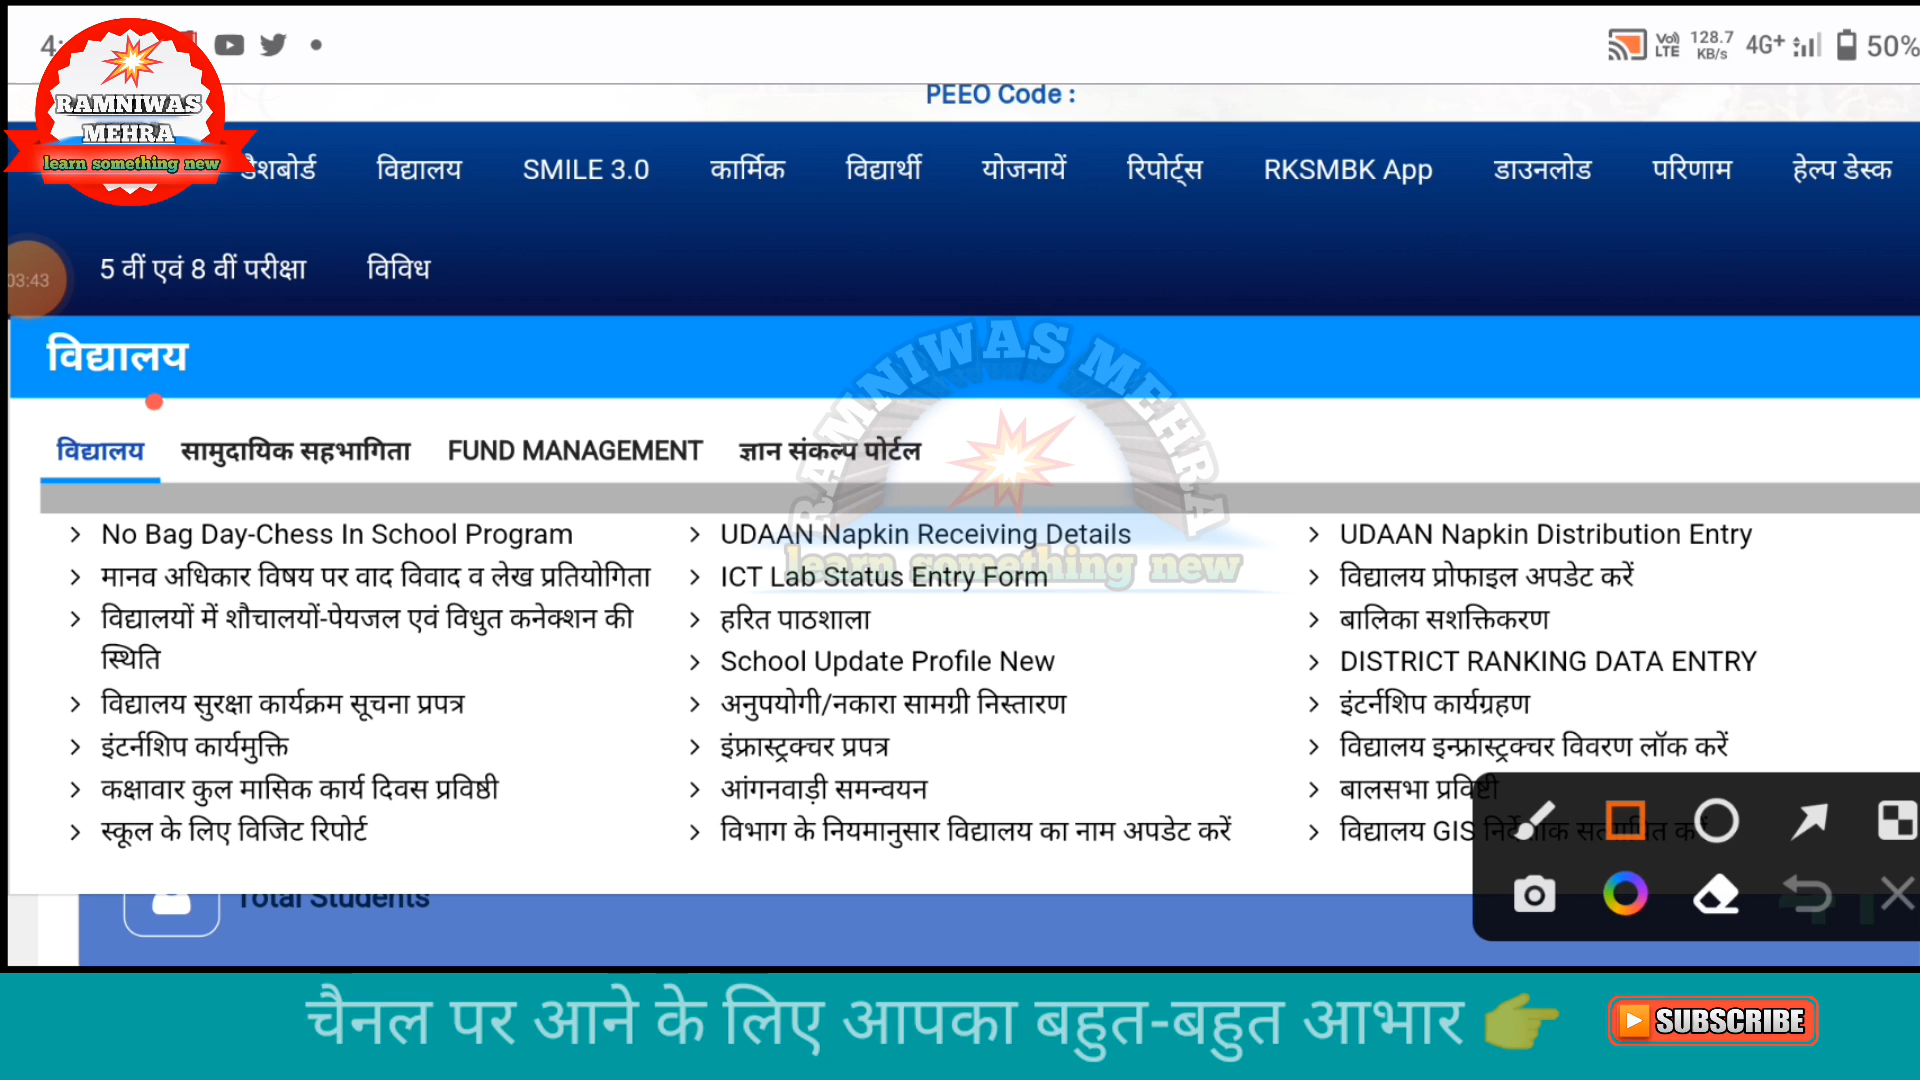 4:
VoLTE 128.7 KB/s 4G+ 50%
RAMNIWAS
MEHRA
learn something new
PEEO Code :
डैशबोर्ड विद्यालय SMILE 3.0 कार्मिक विद्यार्थी योजनायें रिपोर्ट्स RKSMBK App डाउनलोड परिणाम हेल्प डेस्क
03:43
5 वीं एवं 8 वीं परीक्षा विविध
विद्यालय
RAMNIWAS MEHRA
learn something new
विद्यालय सामुदायिक सहभागिता FUND MANAGEMENT ज्ञान संकल्प पोर्टल
> No Bag Day-Chess In School Program
> मानव अधिकार विषय पर वाद विवाद व लेख प्रतियोगिता
> विद्यालयों में शौचालयों-पेयजल एवं विधुत कनेक्शन की
स्थिति
> विद्यालय सुरक्षा कार्यक्रम सूचना प्रपत्र
> इंटर्नशिप कार्यमुक्ति
> कक्षावार कुल मासिक कार्य दिवस प्रविष्ठी
> स्कूल के लिए विजिट रिपोर्ट
> UDAAN Napkin Receiving Details
> ICT Lab Status Entry Form
> हरित पाठशाला
> School Update Profile New
> अनुपयोगी/नकारा सामग्री निस्तारण
> इंफ्रास्ट्रक्चर प्रपत्र
> आंगनवाड़ी समन्वयन
> विभाग के नियमानुसार विद्यालय का नाम अपडेट करें
> UDAAN Napkin Distribution Entry
> विद्यालय प्रोफाइल अपडेट करें
> बालिका सशक्तिकरण
> DISTRICT RANKING DATA ENTRY
> इंटर्नशिप कार्यग्रहण
> विद्यालय इन्फ्रास्ट्रक्चर विवरण लॉक करें
> बालसभा प्रविष्टी
> विद्यालय GIS
Total Students
चैनल पर आने के लिए आपका बहुत-बहुत आभार
SUBSCRIBE